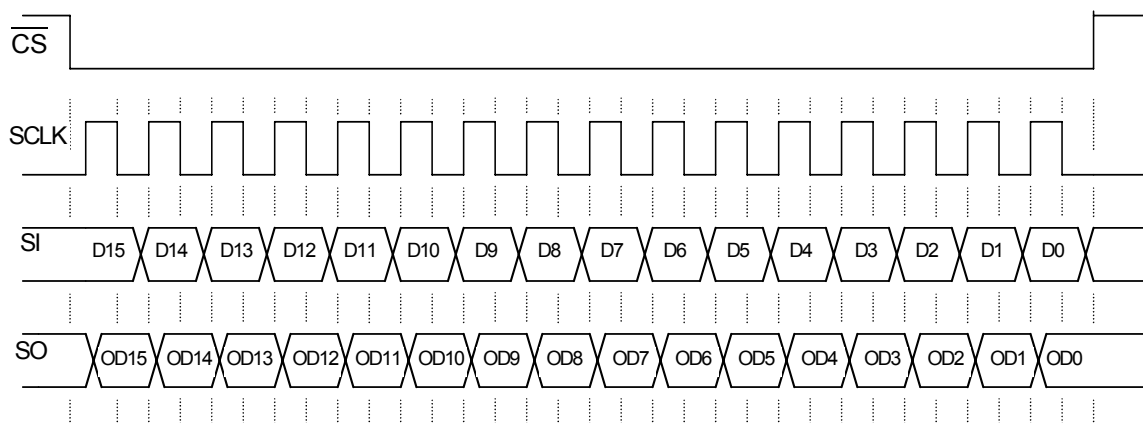 CS
SCLK
SI D15 D14 D13 D12 D11 D10 D9 D8 D7 D6 D5 D4 D3 D2 D1 D0
SO OD15 OD14 OD13 OD12 OD11 OD10 OD9 OD8 OD7 OD6 OD5 OD4 OD3 OD2 OD1 OD0